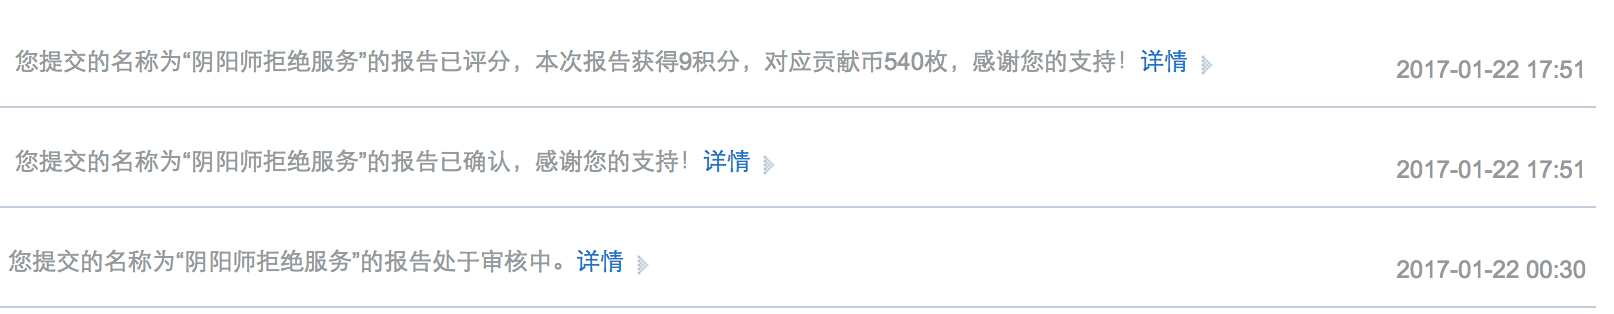 您提交的名称为“阴阳师拒绝服务”的报告已评分，本次报告获得9积分，对应贡献币540枚，感谢您的支持！详情
2017-01-22 17:51
您提交的名称为“阴阳师拒绝服务”的报告已确认，感谢您的支持！详情
2017-01-22 17:51
您提交的名称为“阴阳师拒绝服务”的报告处于审核中。详情
2017-01-22 00:30